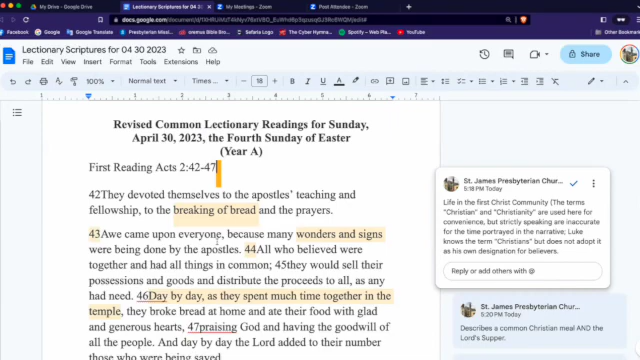 My Drive - Google Drive
Lectionary Scriptures for 04 30
My Meetings - Zoom
Post Attendee - Zoom
Facebook
Google
Google Translate
Presbyterian Missi...
oremus Bible Bro...
The Cyber Hymna...
Other Bookmarks
Lectionary Scriptures for 04 30 2023
File Edit View Insert Format Tools Extensions Help
Share
100%
Normal text
Times ...
18
Revised Common Lectionary Readings for Sunday,
April 30, 2023, the Fourth Sunday of Easter
(Year A)
First Reading Acts 2:42-47
42They devoted themselves to the apostles' teaching and
fellowship, to the breaking of bread and the prayers.
43Awe came upon everyone, because many wonders and signs
were being done by the apostles. 44All who believed were
together and had all things in common; 45they would sell their
possessions and goods and distribute the proceeds to all, as any
had need. 46Day by day, as they spent much time together in the
temple, they broke bread at home and ate their food with glad
and generous hearts, 47praising God and having the goodwill of
all the people. And day by day the Lord added to their number
those who were being saved.
St. James Presbyterian Chur...
5:18 PM Today
Life in the first Christ Community (The terms
"Christian" and "Christianity" are used here for
convenience, but strictly speaking are inaccurate
for the time portrayed in the narrative; Luke
knows the term "Christians" but does not adopt it
as his own designation for believers.
Reply or add others with @
St. James Presbyterian Chur...
5:20 PM Today
Describes a common Christian meal AND the
Lord's Supper.